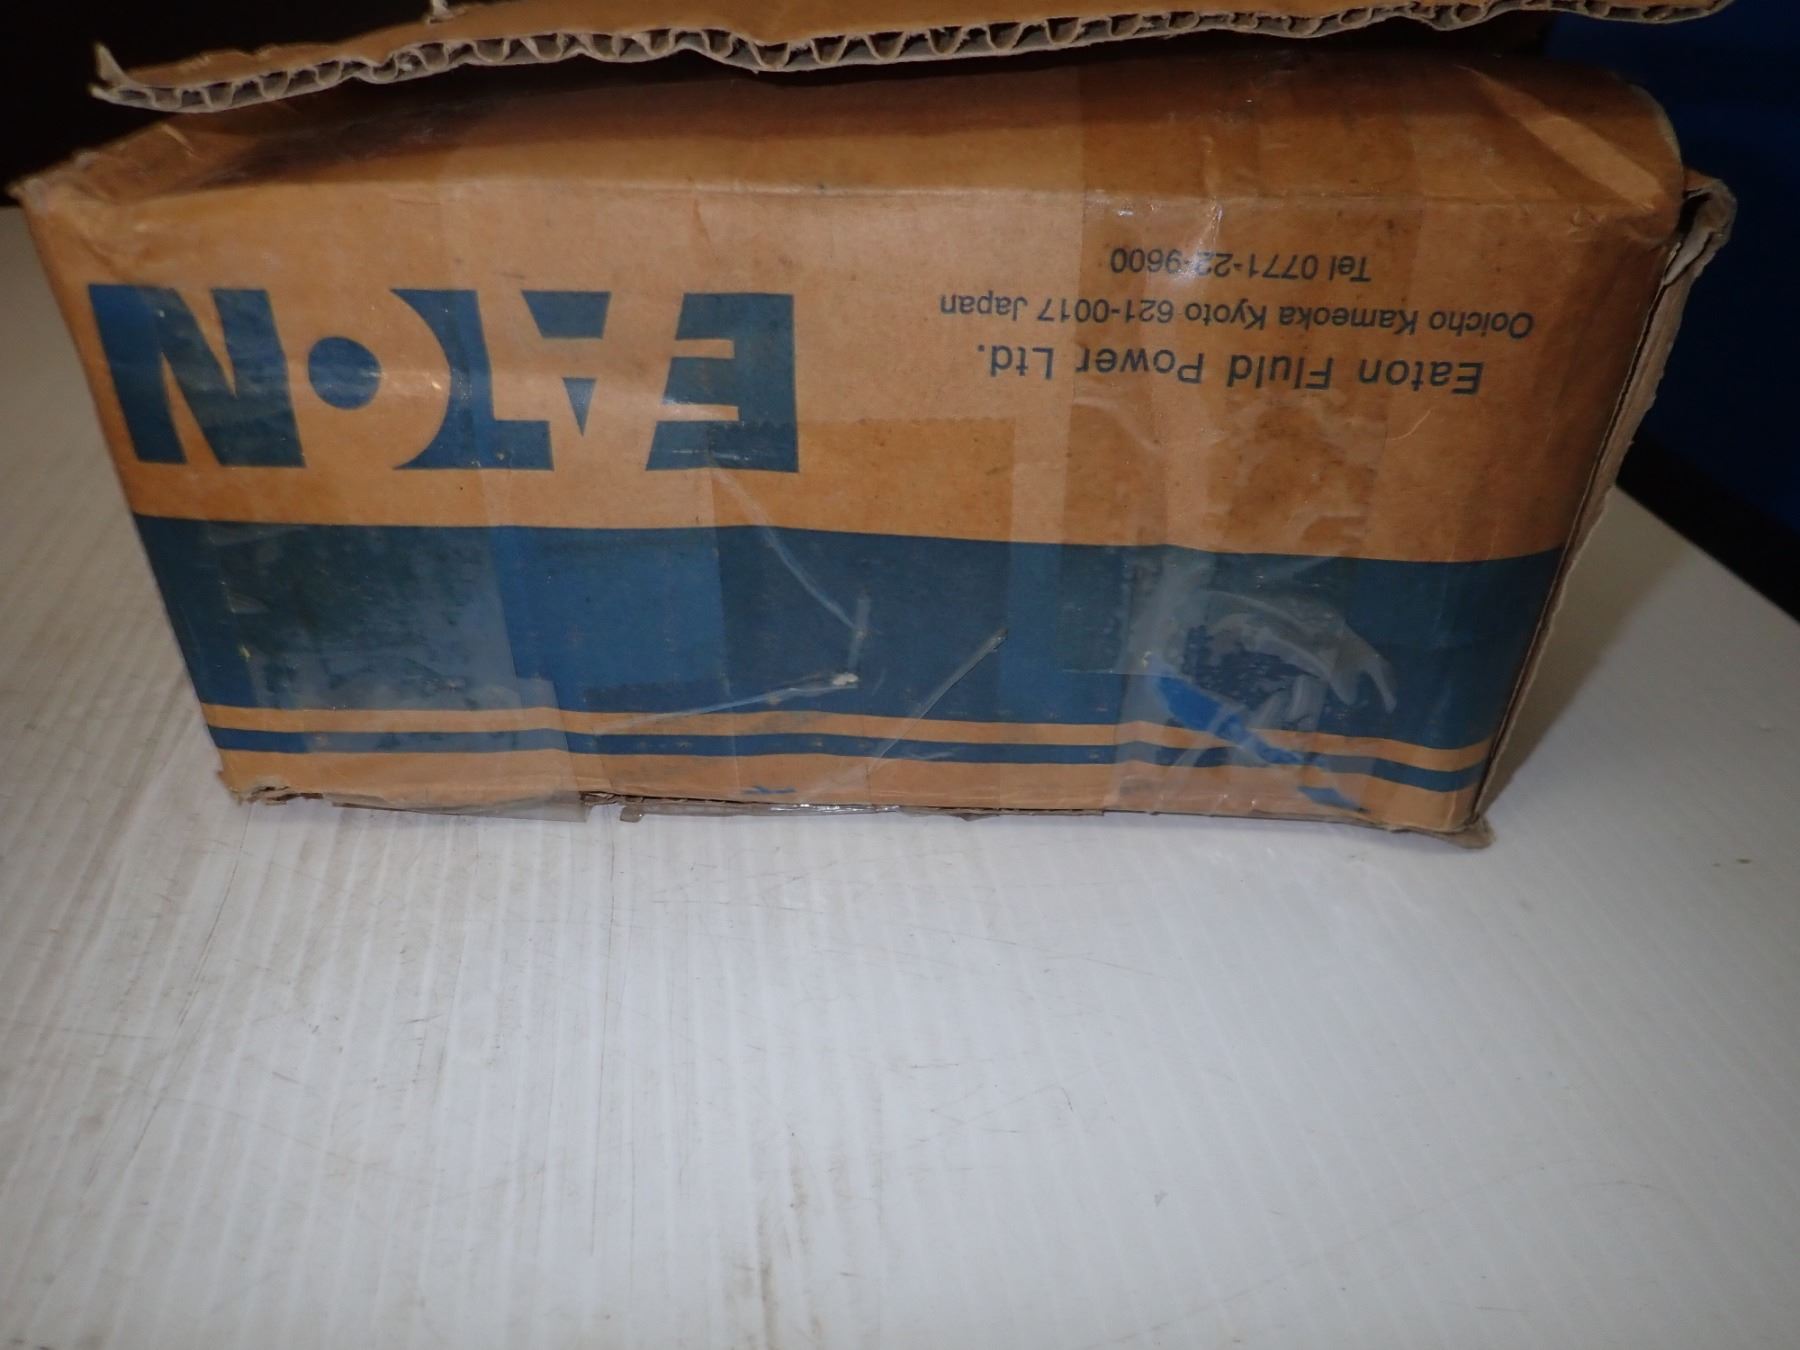 EATON
Eaton Fluid Power Ltd.
Ooicho Kameoka Kyoto 621-0017 Japan
Tel 0771-22-9600